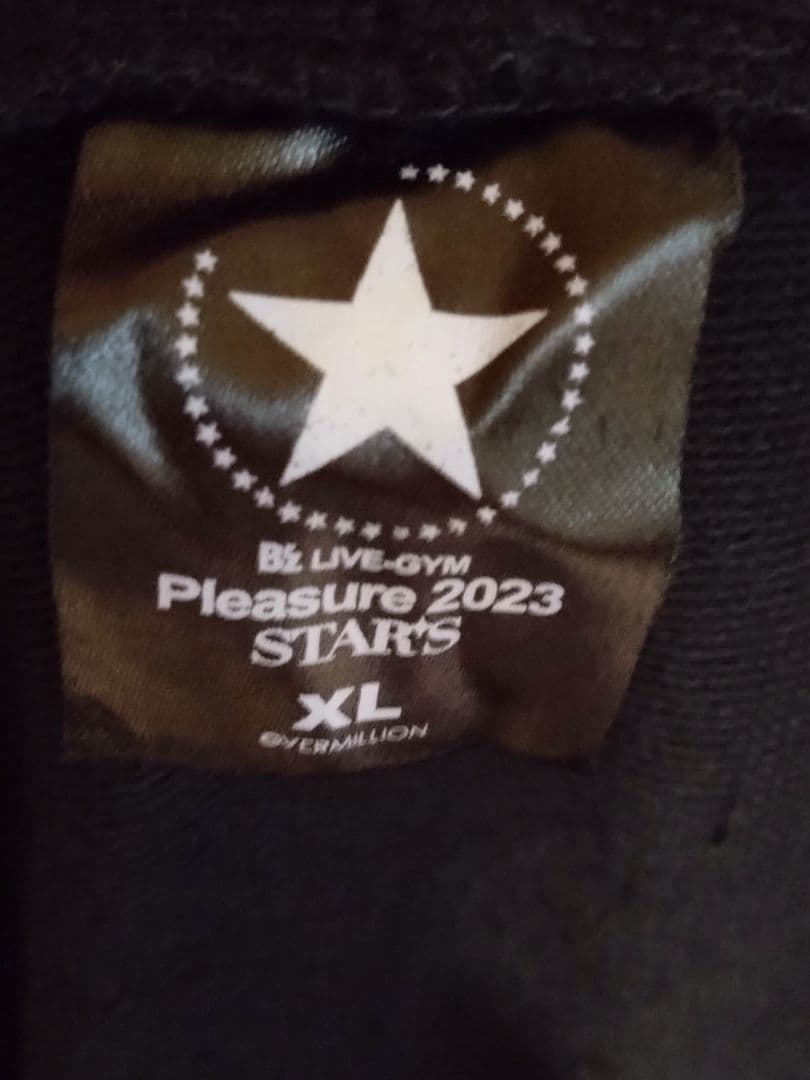 B'z LIVE-GYM
Pleasure 2023
STARS
XL
VERMILLION